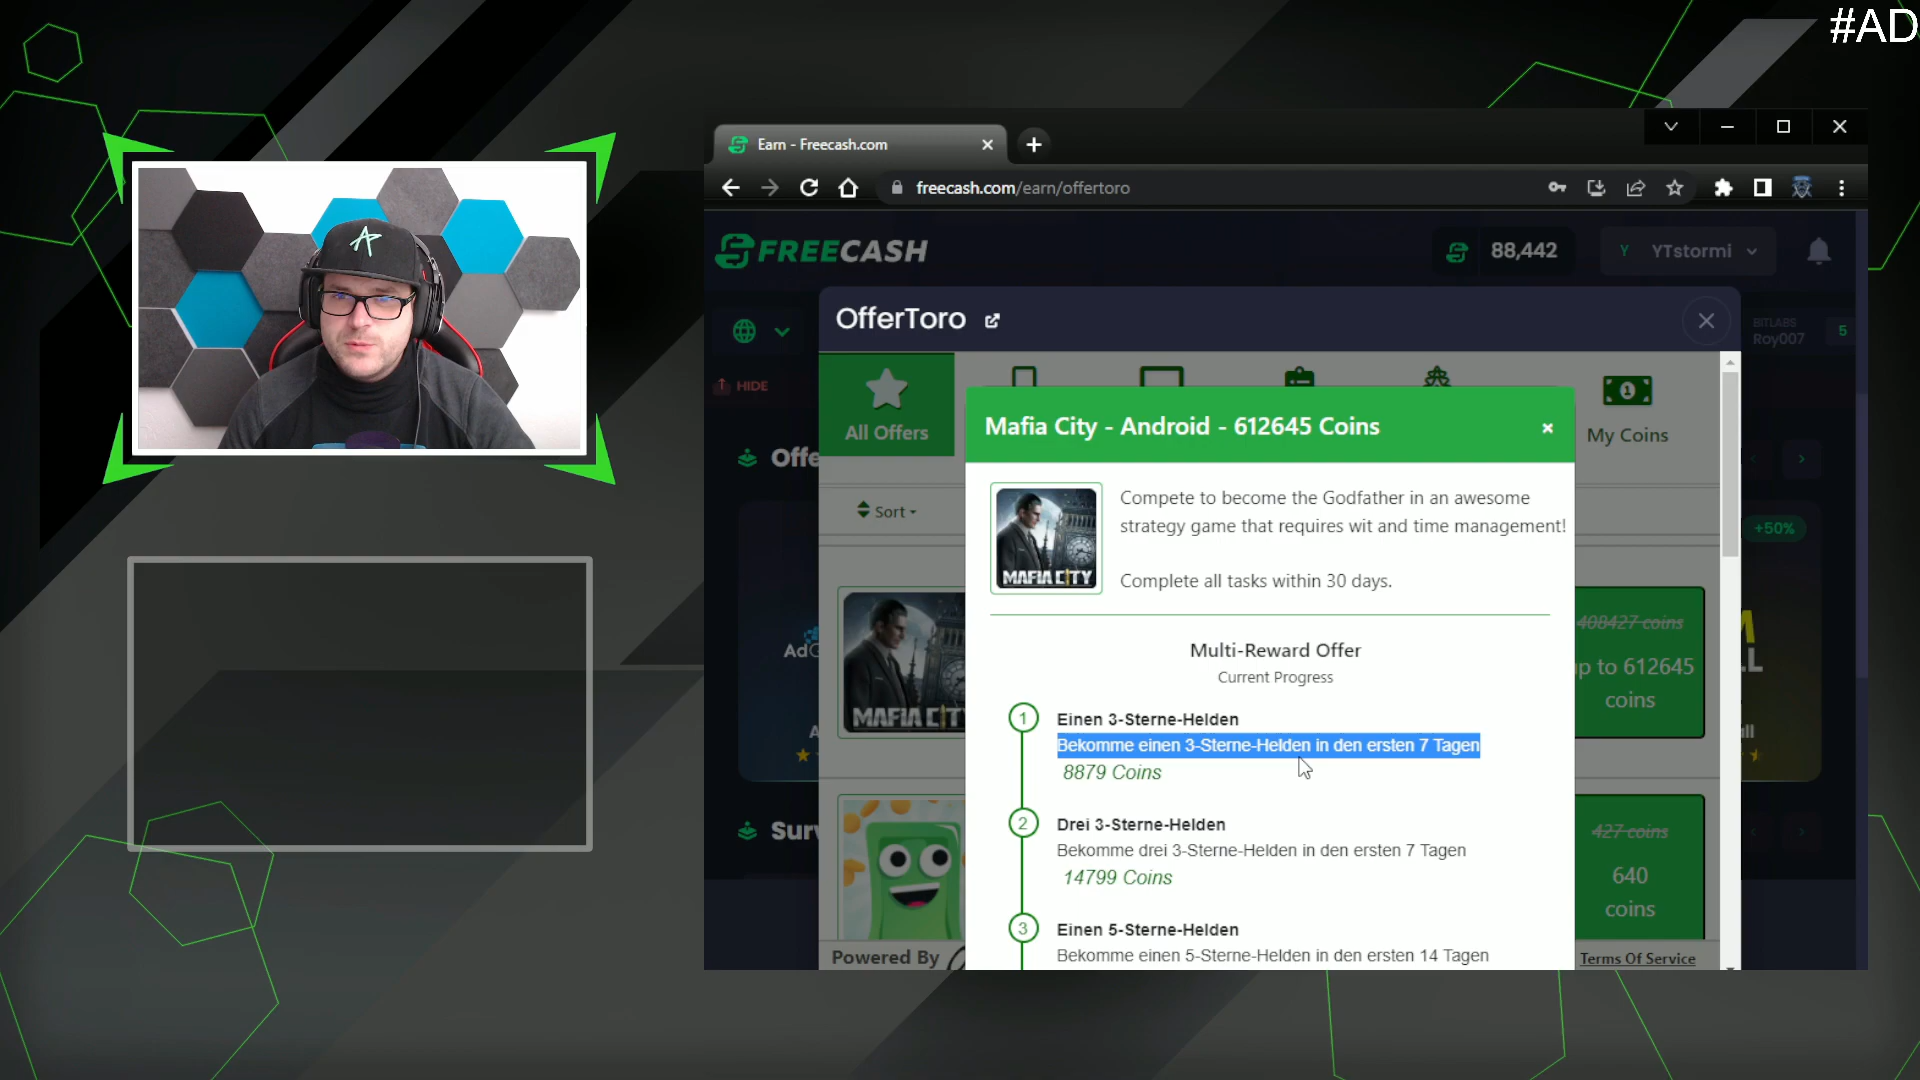 #AD
Earn - Freecash.com
freecash.com/earn/offertoro
FREECASH
88,442
Y
YTstormi
OfferToro
BITLABS
Roy007
5
HIDE
All Offers
My Coins
Mafia City - Android - 612645 Coins
Offe
Sort
Compete to become the Godfather in an awesome
strategy game that requires wit and time management!
Complete all tasks within 30 days.
MAFIA CITY
+50%
408427 coins
up to 612645
coins
Multi-Reward Offer
Current Progress
1
Einen 3-Sterne-Helden
Bekomme einen 3-Sterne-Helden in den ersten 7 Tagen
8879 Coins
2
Drei 3-Sterne-Helden
Bekomme drei 3-Sterne-Helden in den ersten 7 Tagen
14799 Coins
Surv
427 coins
640
coins
3
Einen 5-Sterne-Helden
Bekomme einen 5-Sterne-Helden in den ersten 14 Tagen
Powered By
Terms Of Service